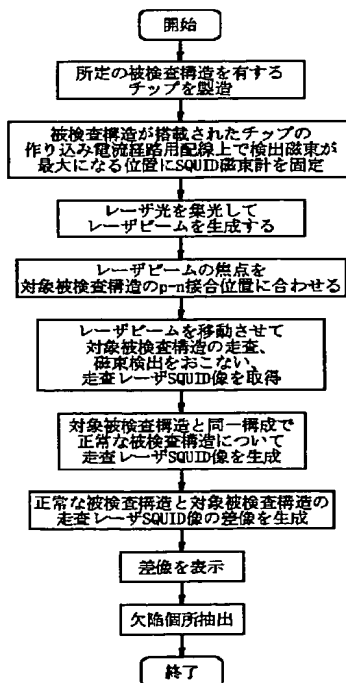 開始
所定の被検査構造を有する
チップを製造
被検査構造が搭載されたチップの
作り込み電流経路用配線上で検出磁束が
最大になる位置にSQUID磁束計を固定
レーザ光を集光して
レーザビームを生成する
レーザビームの焦点を
対象被検査構造のp-n接合位置に合わせる
レーザビームを移動させて
対象被検査構造の走査、
磁束検出をおこない、
走査レーザSQUID像を取得
対象被検査構造と同一構成で
正常な被検査構造について
走査レーザSQUID像を生成
正常な被検査構造と対象被検査構造の
走査レーザSQUID像の差像を生成
差像を表示
欠陥個所抽出
終了